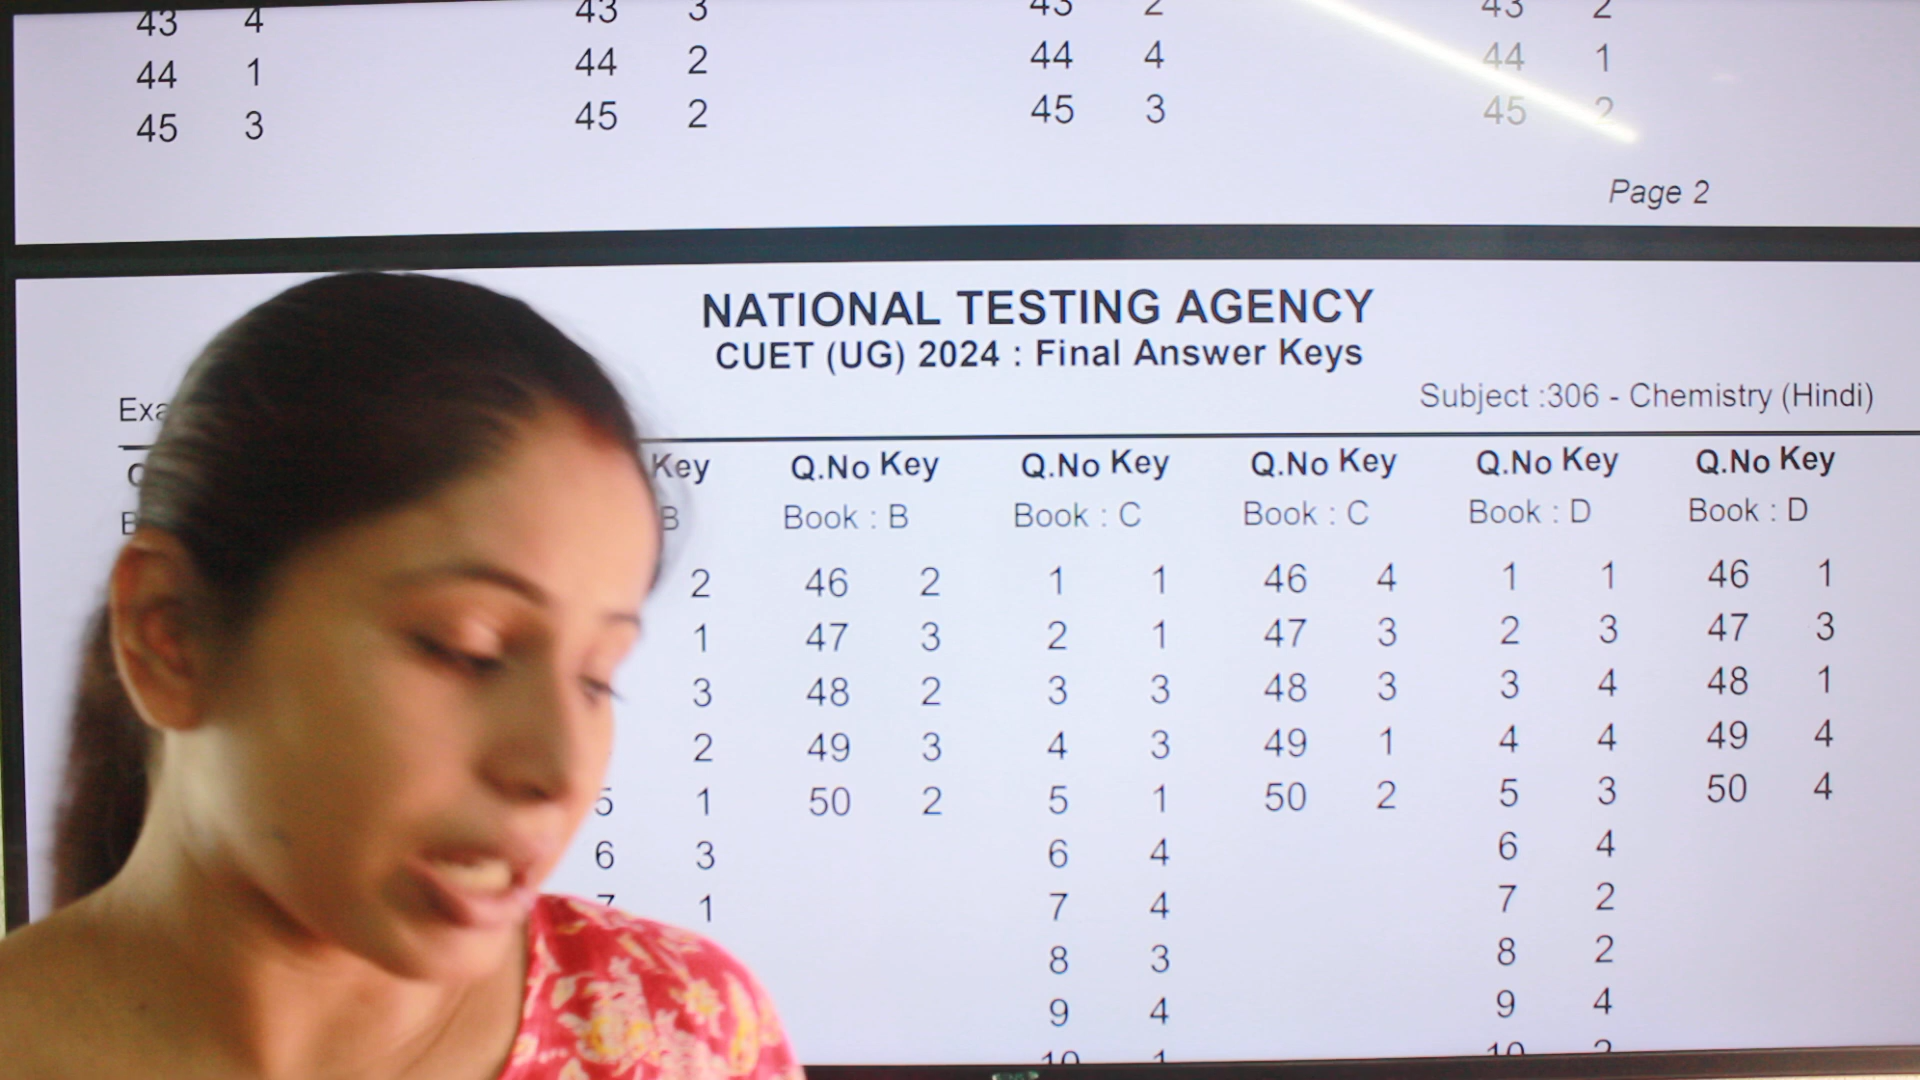 43 4 43 3 43 2 43 2
44 1 44 2 44 4 44 1
45 3 45 2 45 3 45 2
Page 2
NATIONAL TESTING AGENCY
CUET (UG) 2024 : Final Answer Keys
Subject :306 - Chemistry (Hindi)
Key Q.No Key Q.No Key Q.No Key Q.No Key Q.No Key
B Book : B Book : C Book : C Book : D Book : D
2 46 2 1 1 46 4 1 1 46 1
1 47 3 2 1 47 3 2 3 47 3
3 48 2 3 3 48 3 3 4 48 1
2 49 3 4 3 49 1 4 4 49 4
5 1 50 2 5 1 50 2 5 3 50 4
6 3 6 4 6 4
7 1 7 4 7 2
8 3 8 2
9 4 9 4
10 1 10